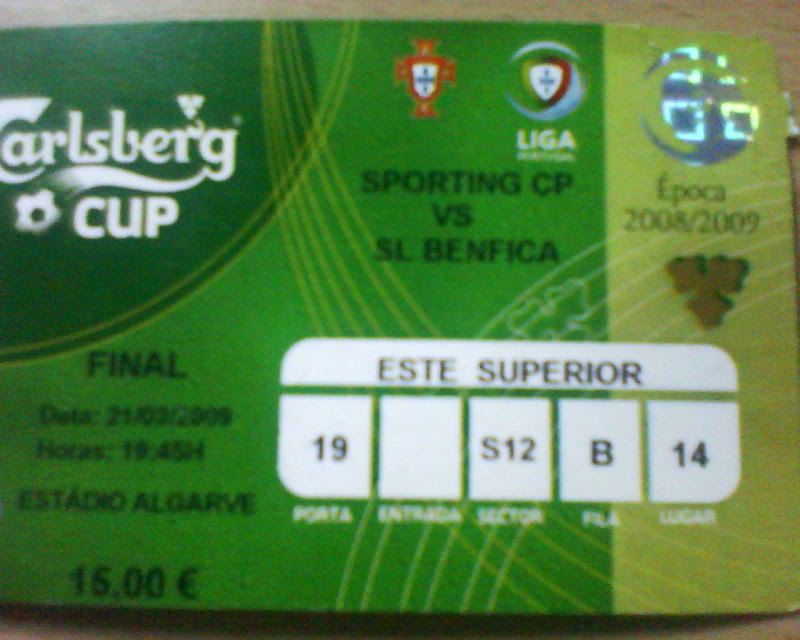 Carlsberg
CUP
LIGA
PORTUGAL
SPORTING CP
VS
SL BENFICA
Época
2008/2009
FINAL
Data: 21/03/2009
Horas: 19:45H
ESTÁDIO ALGARVE
15.00 €
ESTE SUPERIOR
19 S12 B 14
PORTA ENTRADA SECTOR FILA LUGAR